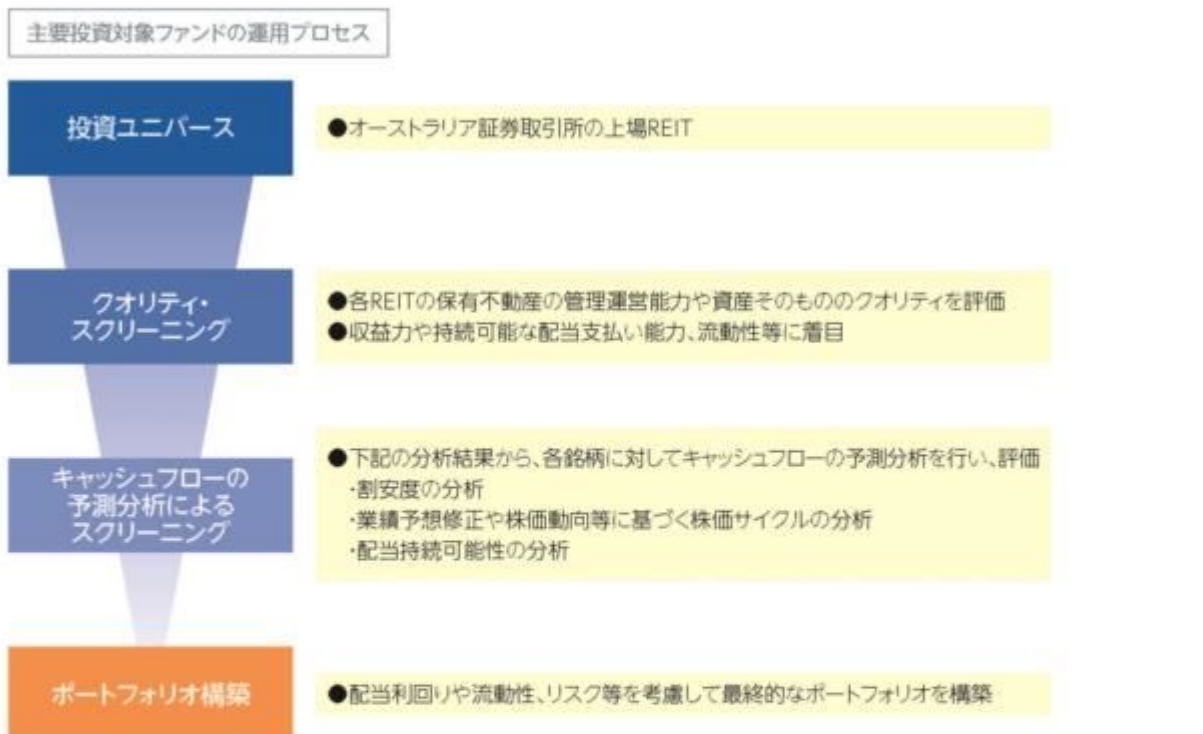 主要投資対象ファンドの運用プロセス
投資ユニバース
●オーストラリア証券取引所の上場REIT
クオリティ・
スクリーニング
●各REITの保有不動産の管理運営能力や資産そのもののクオリティを評価
●収益力や持続可能な配当支払い能力、流動性等に着目
キャッシュフローの
予測分析による
スクリーニング
●下記の分析結果から、各銘柄に対してキャッシュフローの予測分析を行い、評価
・割安度の分析
・業績予想修正や株価動向等に基づく株価サイクルの分析
・配当持続可能性の分析
ポートフォリオ構築
●配当利回りや流動性、リスク等を考慮して最終的なポートフォリオを構築